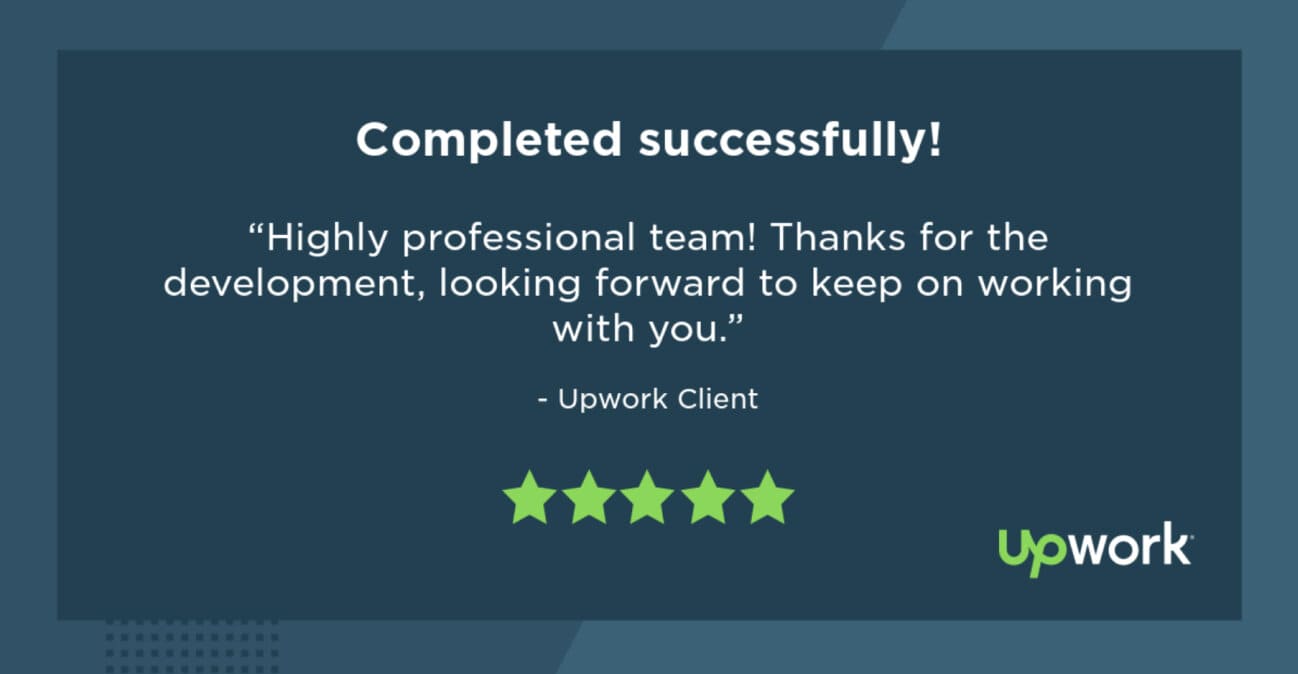 Completed successfully!
“Highly professional team! Thanks for the
development, looking forward to keep on working
with you.”
- Upwork Client
upwork